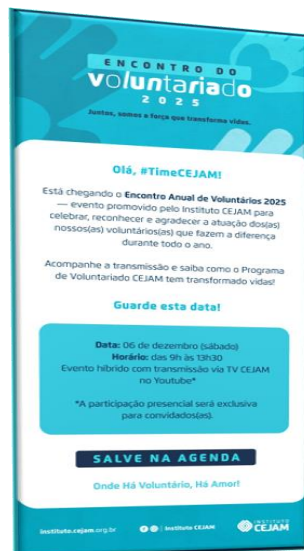 ENCONTRO DO
voluntariado
2025
Juntos, somos a força que transforma vidas.
Olá, #TimeCEJAM!
Está chegando o Encontro Anual de Voluntários 2025
— evento promovido pelo Instituto CEJAM para
celebrar, reconhecer e agradecer a atuação dos(as)
nossos(as) voluntários(as) que fazem a diferença
durante todo o ano.
Acompanhe a transmissão e saiba como o Programa
de Voluntariado CEJAM tem transformado vidas!
Guarde esta data!
Data: 06 de dezembro (sábado)
Horário: das 9h às 13h30
Evento híbrido com transmissão via TV CEJAM
no Youtube*
*A participação presencial será exclusiva
para convidados(as).
SALVE NA AGENDA
Onde Há Voluntário, Há Amor!
instituto.cejam.org.br
Instituto CEJAM
INSTITUTO
CEJAM